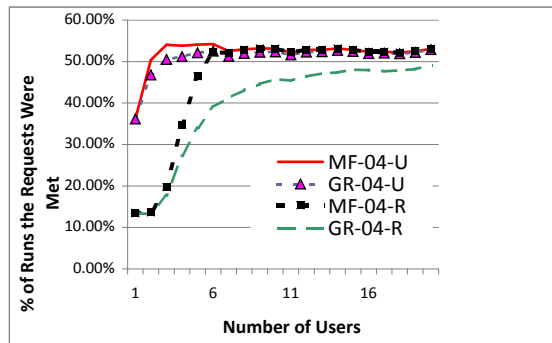 % of Runs the Requests Were
Met
60.00%
50.00%
40.00%
30.00%
20.00%
10.00%
0.00%
MF-04-U
GR-04-U
MF-04-R
GR-04-R
1 6 11 16
Number of Users